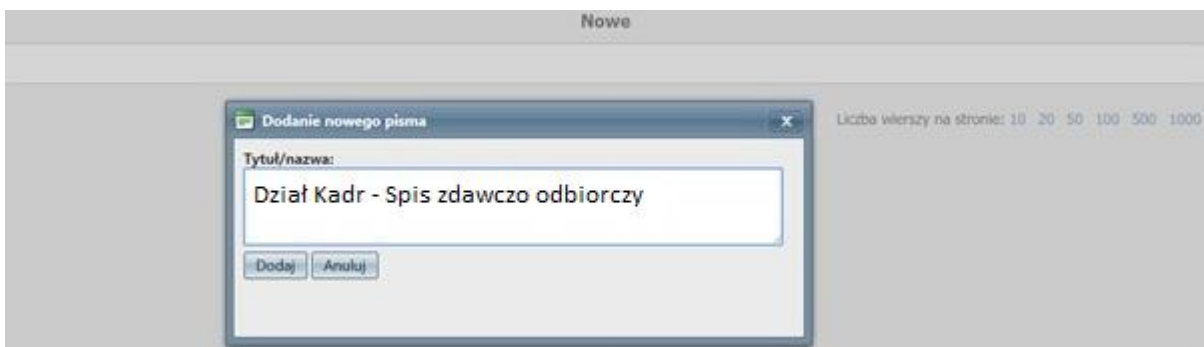 Nowe
Dodanie nowego pisma
x
Liczba wierszy na stronie: 10 20 50 100 500 1000
Tytuł/nazwa:
Dział Kadr - Spis zdawczo odbiorczy
Dodaj Anuluj